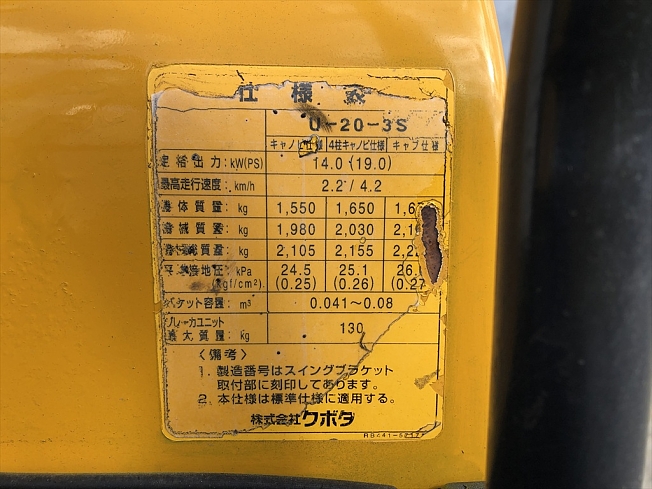 仕様表
U-20-3S
キャノピ仕様 4柱キャノピ仕様 キャブ仕様
定格出力: kW(PS) 14.0 (19.0)
最高走行速度: km/h 2.2 / 4.2
機体質量: kg 1,550 1,650
機械質量: kg 1,980 2,030
機械総質量: kg 2,105 2,155
平均接地圧: kPa 24.5 25.1
(kgf/cm²) (0.25) (0.26) (0.27
バケット容量: m³ 0.041~0.08
ブレーカユニット
最大質量: kg 130
〈備考〉
1. 製造番号はスイングブラケット
取付部に刻印してあります。
2. 本仕様は標準仕様に適用する。
株式会社クボタ